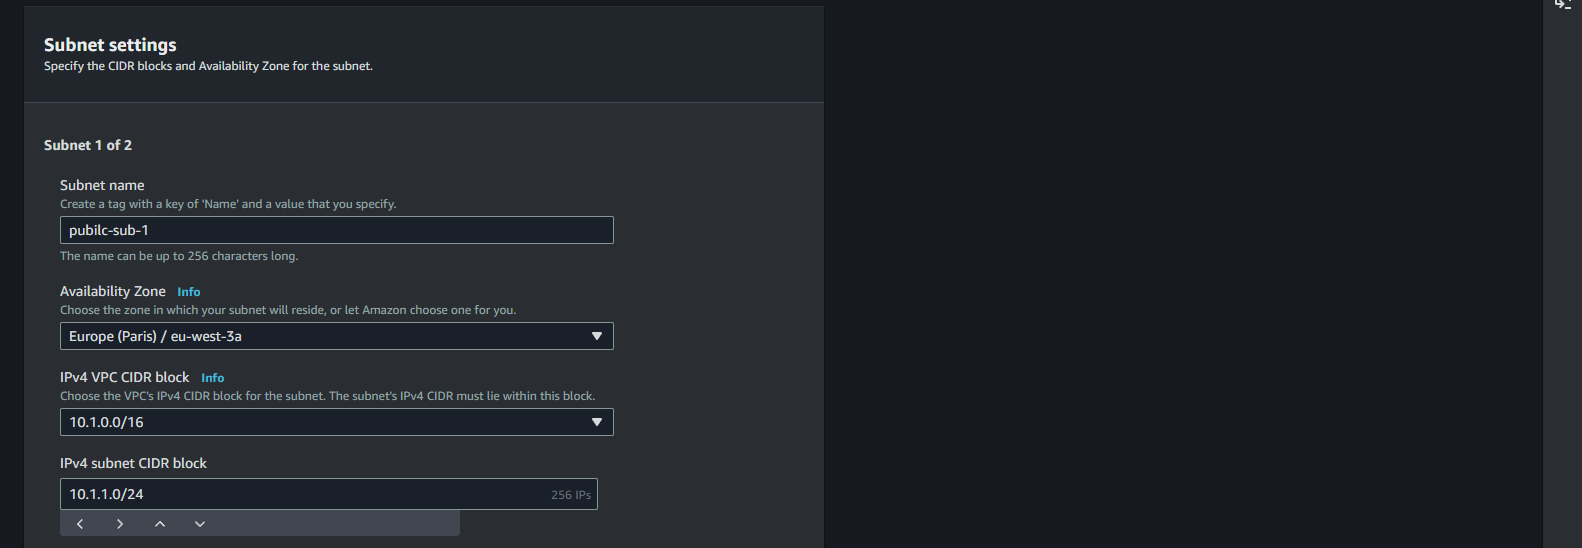 Subnet settings
Specify the CIDR blocks and Availability Zone for the subnet.
Subnet 1 of 2
Subnet name
Create a tag with a key of 'Name' and a value that you specify.
pubilc-sub-1
The name can be up to 256 characters long.
Availability Zone Info
Choose the zone in which your subnet will reside, or let Amazon choose one for you.
Europe (Paris) / eu-west-3a
IPv4 VPC CIDR block Info
Choose the VPC's IPv4 CIDR block for the subnet. The subnet's IPv4 CIDR must lie within this block.
10.1.0.0/16
IPv4 subnet CIDR block
10.1.1.0/24 256 IPs